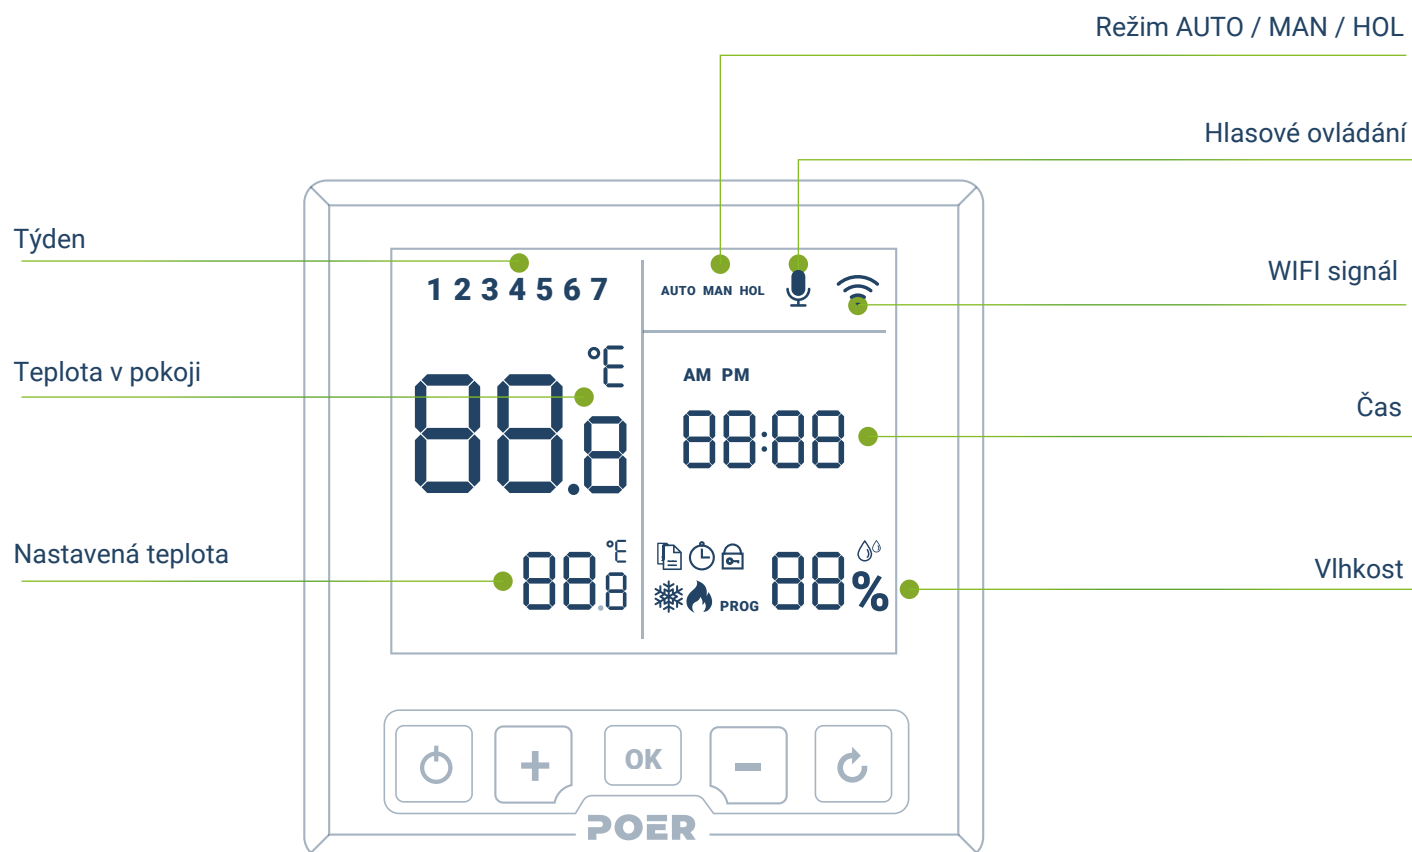 Režim AUTO / MAN / HOL
Hlasové ovládání
Týden
WIFI signál
1 2 3 4 5 6 7
AUTO MAN HOL
Teplota v pokoji
°E
AM PM
88.8
88:88
Čas
Nastavená teplota
°E
88.8
PROG
88%
Vlhkost
OK
POER